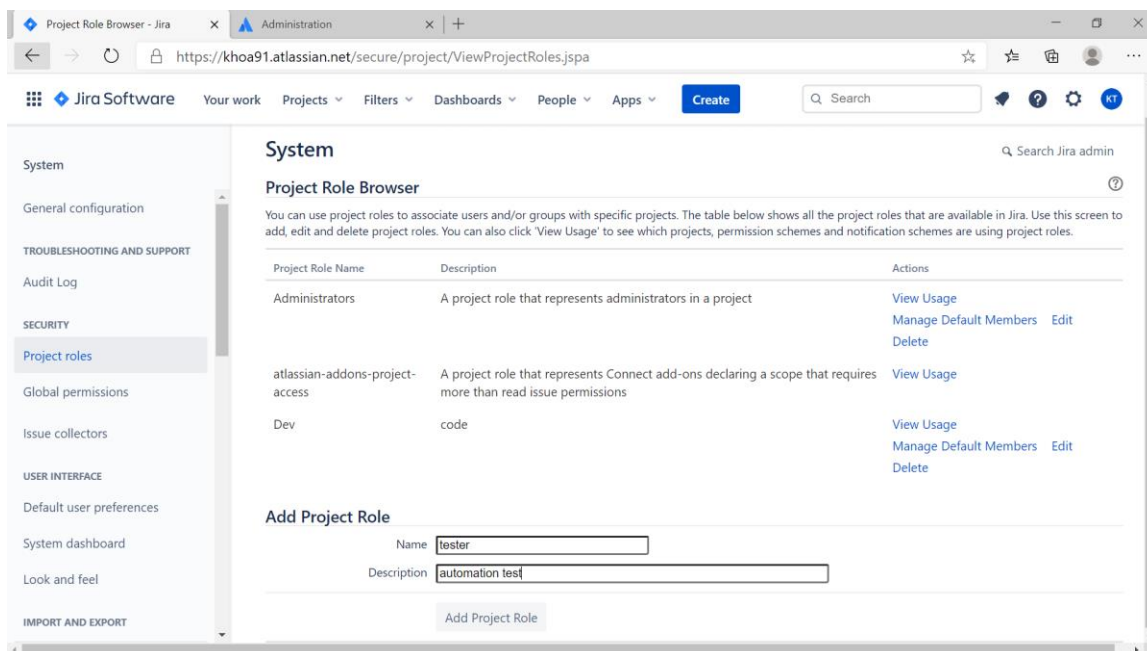 Project Role Browser - Jira
Administration
https://khoa91.atlassian.net/secure/project/ViewProjectRoles.jspa
Jira Software
Your work
Projects
Filters
Dashboards
People
Apps
Create
Search
KT
System
General configuration
TROUBLESHOOTING AND SUPPORT
Audit Log
SECURITY
Project roles
Global permissions
Issue collectors
USER INTERFACE
Default user preferences
System dashboard
Look and feel
IMPORT AND EXPORT
System
Search Jira admin
Project Role Browser
You can use project roles to associate users and/or groups with specific projects. The table below shows all the project roles that are available in Jira. Use this screen to
add, edit and delete project roles. You can also click 'View Usage' to see which projects, permission schemes and notification schemes are using project roles.
Project Role Name Description Actions
Administrators A project role that represents administrators in a project View Usage
Manage Default Members Edit
Delete
atlassian-addons-project- A project role that represents Connect add-ons declaring a scope that requires View Usage
access more than read issue permissions
Dev code View Usage
Manage Default Members Edit
Delete
Add Project Role
Name tester
Description automation test
Add Project Role